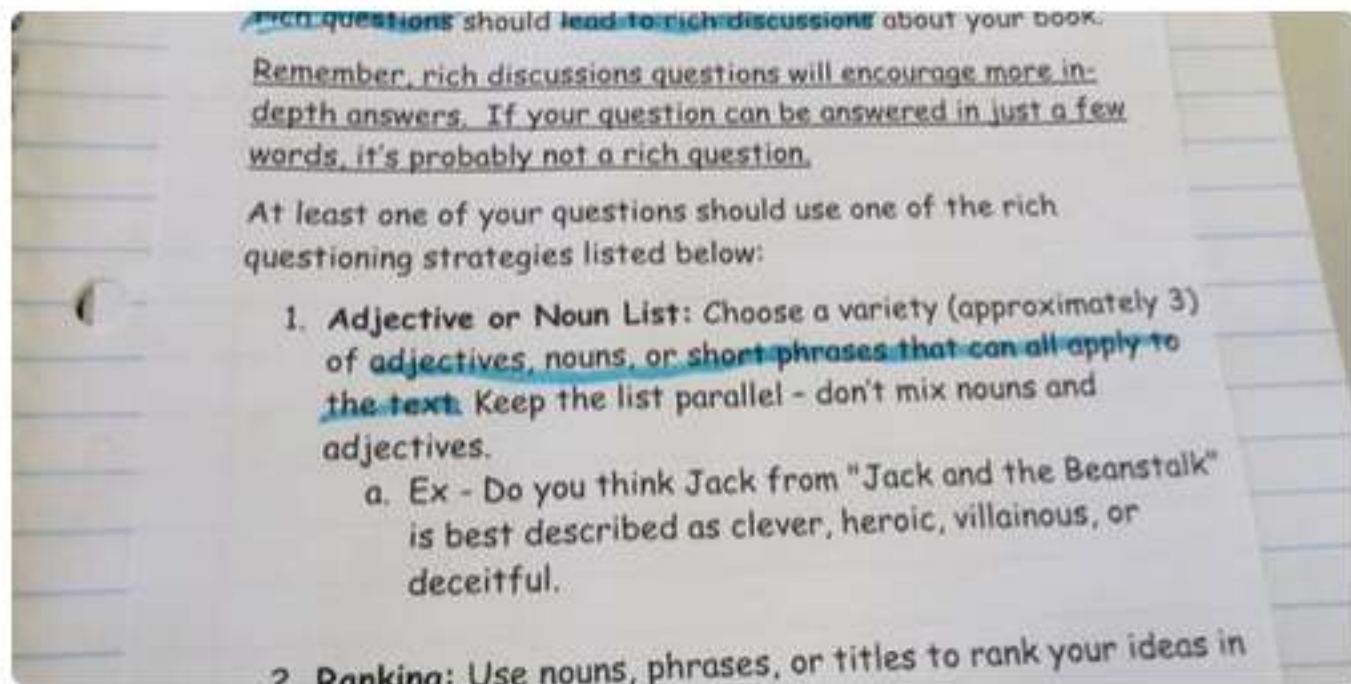 rich questions should lead to rich discussions about your book.
Remember, rich discussions questions will encourage more in-
depth answers. If your question can be answered in just a few
words, it's probably not a rich question.
At least one of your questions should use one of the rich
questioning strategies listed below:
1. Adjective or Noun List: Choose a variety (approximately 3)
of adjectives, nouns, or short phrases that can all apply to
the text. Keep the list parallel - don't mix nouns and
adjectives.
a. Ex - Do you think Jack from "Jack and the Beanstalk"
is best described as clever, heroic, villainous, or
deceitful.
2. Ranking: Use nouns, phrases, or titles to rank your ideas in